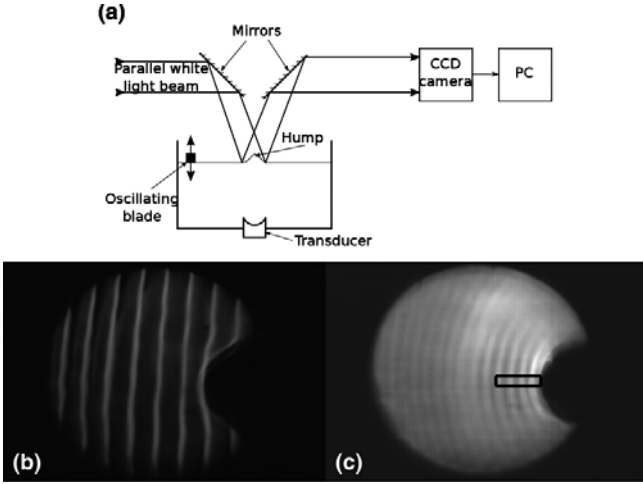 (a)
Mirrors
Parallel white
light beam
CCD
camera
PC
Hump
Oscillating
blade
Transducer
(b)
(c)